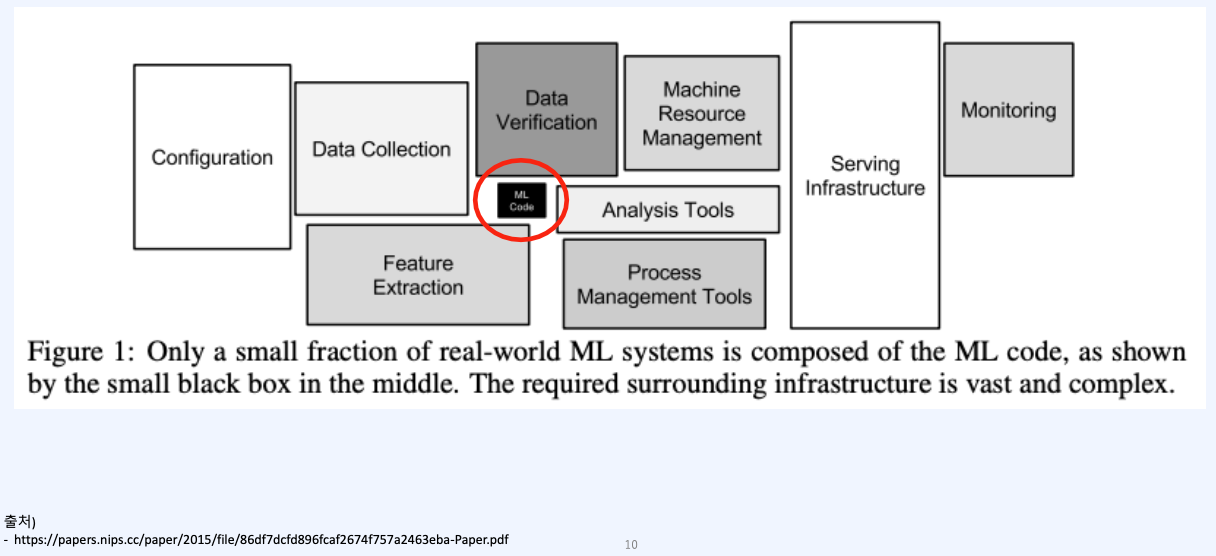 Configuration
Data Collection
Data
Verification
Machine
Resource
Management
Serving
Infrastructure
Monitoring
ML
Code
Analysis Tools
Feature
Extraction
Process
Management Tools
Figure 1: Only a small fraction of real-world ML systems is composed of the ML code, as shown
by the small black box in the middle. The required surrounding infrastructure is vast and complex.
출처)
- https://papers.nips.cc/paper/2015/file/86df7dcfd896fcaf2674f757a2463eba-Paper.pdf
10